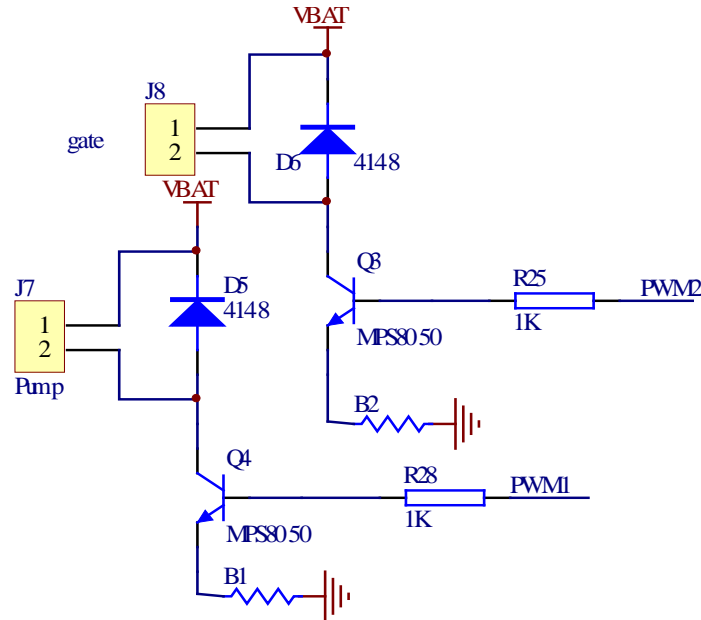 VBAT
J8
1
2
gate
D6
4148
VBAT
Q3
R25
PWM2
1K
MPS8050
J7
1
2
Pump
D5
4148
B2
Q4
R28
PWM1
1K
MPS8050
B1